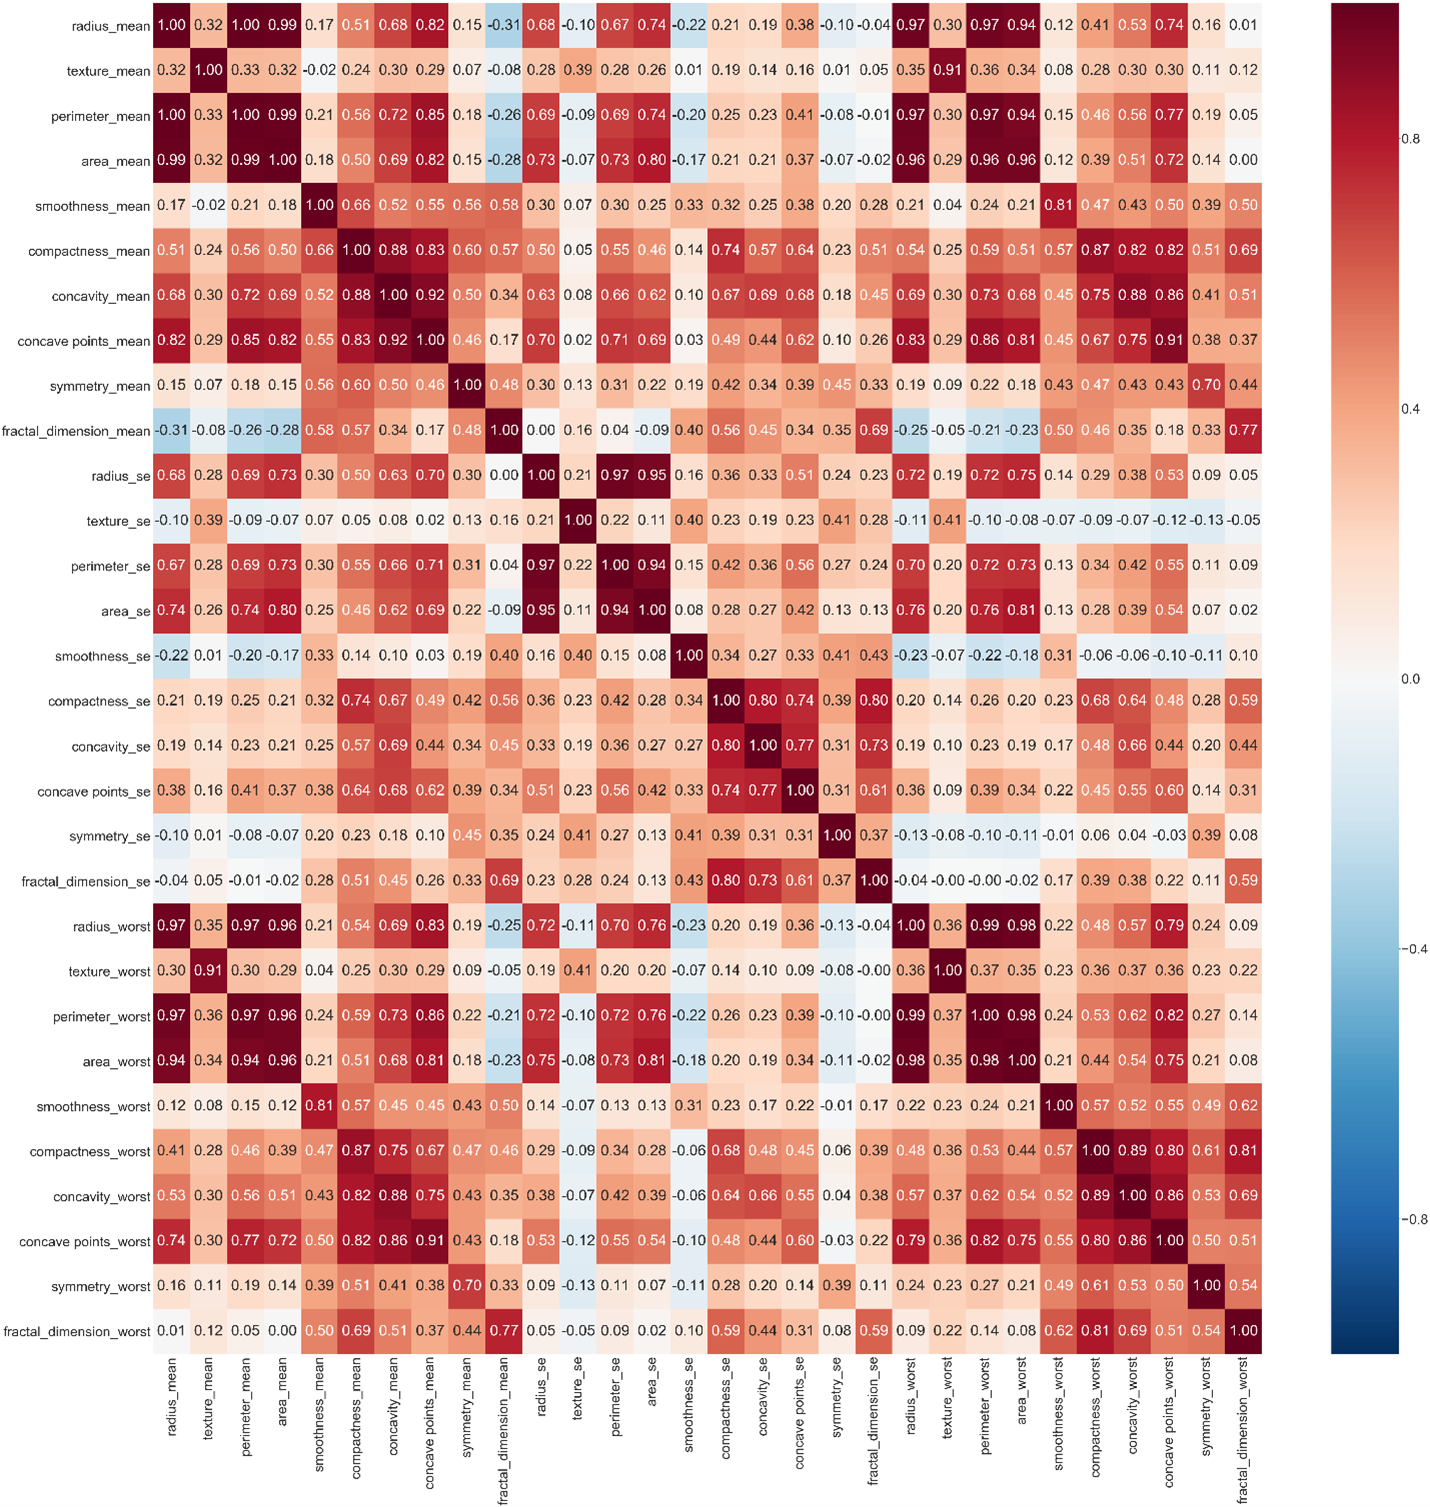 radius_mean 1.00 0.32 1.00 0.99 0.17 0.51 0.68 0.82 0.15 -0.31 0.68 -0.10 0.67 0.74 -0.22 0.21 0.19 0.38 -0.10 -0.04 0.97 0.30 0.97 0.94 0.12 0.41 0.53 0.74 0.16 0.01
texture_mean 0.32 1.00 0.33 0.32 -0.02 0.24 0.30 0.29 0.07 -0.08 0.28 0.39 0.28 0.26 0.01 0.19 0.14 0.16 0.01 0.05 0.35 0.91 0.36 0.34 0.08 0.28 0.30 0.30 0.11 0.12
perimeter_mean 1.00 0.33 1.00 0.99 0.21 0.56 0.72 0.85 0.18 -0.26 0.69 -0.09 0.69 0.74 -0.20 0.25 0.23 0.41 -0.08 -0.01 0.97 0.30 0.97 0.94 0.15 0.46 0.56 0.77 0.19 0.05
area_mean 0.99 0.32 0.99 1.00 0.18 0.50 0.69 0.82 0.15 -0.28 0.73 -0.07 0.73 0.80 -0.17 0.21 0.21 0.37 -0.07 -0.02 0.96 0.29 0.96 0.96 0.12 0.39 0.51 0.72 0.14 0.00
0.8
smoothness_mean 0.17 -0.02 0.21 0.18 1.00 0.66 0.52 0.55 0.56 0.58 0.30 0.07 0.30 0.25 0.33 0.32 0.25 0.38 0.20 0.28 0.21 0.04 0.24 0.21 0.81 0.47 0.43 0.50 0.39 0.50
compactness_mean 0.51 0.24 0.56 0.50 0.66 1.00 0.88 0.83 0.60 0.57 0.50 0.05 0.55 0.46 0.14 0.74 0.57 0.64 0.23 0.51 0.54 0.25 0.59 0.51 0.57 0.87 0.82 0.82 0.51 0.69
concavity_mean 0.68 0.30 0.72 0.69 0.52 0.88 1.00 0.92 0.50 0.34 0.63 0.08 0.66 0.62 0.10 0.67 0.69 0.68 0.18 0.45 0.69 0.30 0.73 0.68 0.45 0.75 0.88 0.86 0.41 0.51
concave points_mean 0.82 0.29 0.85 0.82 0.55 0.83 0.92 1.00 0.46 0.17 0.70 0.02 0.71 0.69 0.03 0.49 0.44 0.62 0.10 0.26 0.83 0.29 0.86 0.81 0.45 0.67 0.75 0.91 0.38 0.37
symmetry_mean 0.15 0.07 0.18 0.15 0.56 0.60 0.50 0.46 1.00 0.48 0.30 0.13 0.31 0.22 0.19 0.42 0.34 0.39 0.45 0.33 0.19 0.09 0.22 0.18 0.43 0.47 0.43 0.43 0.70 0.44
0.4
fractal_dimension_mean -0.31 -0.08 -0.26 -0.28 0.58 0.57 0.34 0.17 0.48 1.00 0.00 0.16 0.04 -0.09 0.40 0.56 0.45 0.34 0.35 0.69 -0.25 -0.05 -0.21 -0.23 0.50 0.46 0.35 0.18 0.33 0.77
radius_se 0.68 0.28 0.69 0.73 0.30 0.50 0.63 0.70 0.30 0.00 1.00 0.21 0.97 0.95 0.16 0.36 0.33 0.51 0.24 0.23 0.72 0.19 0.72 0.75 0.14 0.29 0.38 0.53 0.09 0.05
texture_se -0.10 0.39 -0.09 -0.07 0.07 0.05 0.08 0.02 0.13 0.16 0.21 1.00 0.22 0.11 0.40 0.23 0.19 0.23 0.41 0.28 -0.11 0.41 -0.10 -0.08 -0.07 -0.09 -0.07 -0.12 -0.13 -0.05
perimeter_se 0.67 0.28 0.69 0.73 0.30 0.55 0.66 0.71 0.31 0.04 0.97 0.22 1.00 0.94 0.15 0.42 0.36 0.56 0.27 0.24 0.70 0.20 0.72 0.73 0.13 0.34 0.42 0.55 0.11 0.09
area_se 0.74 0.26 0.74 0.80 0.25 0.46 0.62 0.69 0.22 -0.09 0.95 0.11 0.94 1.00 0.08 0.28 0.27 0.42 0.13 0.13 0.76 0.20 0.76 0.81 0.13 0.28 0.39 0.54 0.07 0.02
smoothness_se -0.22 0.01 -0.20 -0.17 0.33 0.14 0.10 0.03 0.19 0.40 0.16 0.40 0.15 0.08 1.00 0.34 0.27 0.33 0.41 0.43 -0.23 -0.07 -0.22 -0.18 0.31 -0.06 -0.06 -0.10 -0.11 0.10
0.0
compactness_se 0.21 0.19 0.25 0.21 0.32 0.74 0.67 0.49 0.42 0.56 0.36 0.23 0.42 0.28 0.34 1.00 0.80 0.74 0.39 0.80 0.20 0.14 0.26 0.20 0.23 0.68 0.64 0.48 0.28 0.59
concavity_se 0.19 0.14 0.23 0.21 0.25 0.57 0.69 0.44 0.34 0.45 0.33 0.19 0.36 0.27 0.27 0.80 1.00 0.77 0.31 0.73 0.19 0.10 0.23 0.19 0.17 0.48 0.66 0.44 0.20 0.44
concave points_se 0.38 0.16 0.41 0.37 0.38 0.64 0.68 0.62 0.39 0.34 0.51 0.23 0.56 0.42 0.33 0.74 0.77 1.00 0.31 0.61 0.36 0.09 0.39 0.34 0.22 0.45 0.55 0.60 0.14 0.31
symmetry_se -0.10 0.01 -0.08 -0.07 0.20 0.23 0.18 0.10 0.45 0.35 0.24 0.41 0.27 0.13 0.41 0.39 0.31 0.31 1.00 0.37 -0.13 -0.08 -0.10 -0.11 -0.01 0.06 0.04 -0.03 0.39 0.08
fractal_dimension_se -0.04 0.05 -0.01 -0.02 0.28 0.51 0.45 0.26 0.33 0.69 0.23 0.28 0.24 0.13 0.43 0.80 0.73 0.61 0.37 1.00 -0.04 -0.00 -0.00 -0.02 0.17 0.39 0.38 0.22 0.11 0.59
radius_worst 0.97 0.35 0.97 0.96 0.21 0.54 0.69 0.83 0.19 -0.25 0.72 -0.11 0.70 0.76 -0.23 0.20 0.19 0.36 -0.13 -0.04 1.00 0.36 0.99 0.98 0.22 0.48 0.57 0.79 0.24 0.09
−0.4
texture_worst 0.30 0.91 0.30 0.29 0.04 0.25 0.30 0.29 0.09 -0.05 0.19 0.41 0.20 0.20 -0.07 0.14 0.10 0.09 -0.08 -0.00 0.36 1.00 0.37 0.35 0.23 0.36 0.37 0.36 0.23 0.22
perimeter_worst 0.97 0.36 0.97 0.96 0.24 0.59 0.73 0.86 0.22 -0.21 0.72 -0.10 0.72 0.76 -0.22 0.26 0.23 0.39 -0.10 -0.00 0.99 0.37 1.00 0.98 0.24 0.53 0.62 0.82 0.27 0.14
area_worst 0.94 0.34 0.94 0.96 0.21 0.51 0.68 0.81 0.18 -0.23 0.75 -0.08 0.73 0.81 -0.18 0.20 0.19 0.34 -0.11 -0.02 0.98 0.35 0.98 1.00 0.21 0.44 0.54 0.75 0.21 0.08
smoothness_worst 0.12 0.08 0.15 0.12 0.81 0.57 0.45 0.45 0.43 0.50 0.14 -0.07 0.13 0.13 0.31 0.23 0.17 0.22 -0.01 0.17 0.22 0.23 0.24 0.21 1.00 0.57 0.52 0.55 0.49 0.62
compactness_worst 0.41 0.28 0.46 0.39 0.47 0.87 0.75 0.67 0.47 0.46 0.29 -0.09 0.34 0.28 -0.06 0.68 0.48 0.45 0.06 0.39 0.48 0.36 0.53 0.44 0.57 1.00 0.89 0.80 0.61 0.81
concavity_worst 0.53 0.30 0.56 0.51 0.43 0.82 0.88 0.75 0.43 0.35 0.38 -0.07 0.42 0.39 -0.06 0.64 0.66 0.55 0.04 0.38 0.57 0.37 0.62 0.54 0.52 0.89 1.00 0.86 0.53 0.69
−0.8
concave points_worst 0.74 0.30 0.77 0.72 0.50 0.82 0.86 0.91 0.43 0.18 0.53 -0.12 0.55 0.54 -0.10 0.48 0.44 0.60 -0.03 0.22 0.79 0.36 0.82 0.75 0.55 0.80 0.86 1.00 0.50 0.51
symmetry_worst 0.16 0.11 0.19 0.14 0.39 0.51 0.41 0.38 0.70 0.33 0.09 -0.13 0.11 0.07 -0.11 0.28 0.20 0.14 0.39 0.11 0.24 0.23 0.27 0.21 0.49 0.61 0.53 0.50 1.00 0.54
fractal_dimension_worst 0.01 0.12 0.05 0.00 0.50 0.69 0.51 0.37 0.44 0.77 0.05 -0.05 0.09 0.02 0.10 0.59 0.44 0.31 0.08 0.59 0.09 0.22 0.14 0.08 0.62 0.81 0.69 0.51 0.54 1.00
radius_mean
texture_mean
perimeter_mean
area_mean
smoothness_mean
compactness_mean
concavity_mean
concave points_mean
symmetry_mean
fractal_dimension_mean
radius_se
texture_se
perimeter_se
area_se
smoothness_se
compactness_se
concavity_se
concave points_se
symmetry_se
fractal_dimension_se
radius_worst
texture_worst
perimeter_worst
area_worst
smoothness_worst
compactness_worst
concavity_worst
concave points_worst
symmetry_worst
fractal_dimension_worst